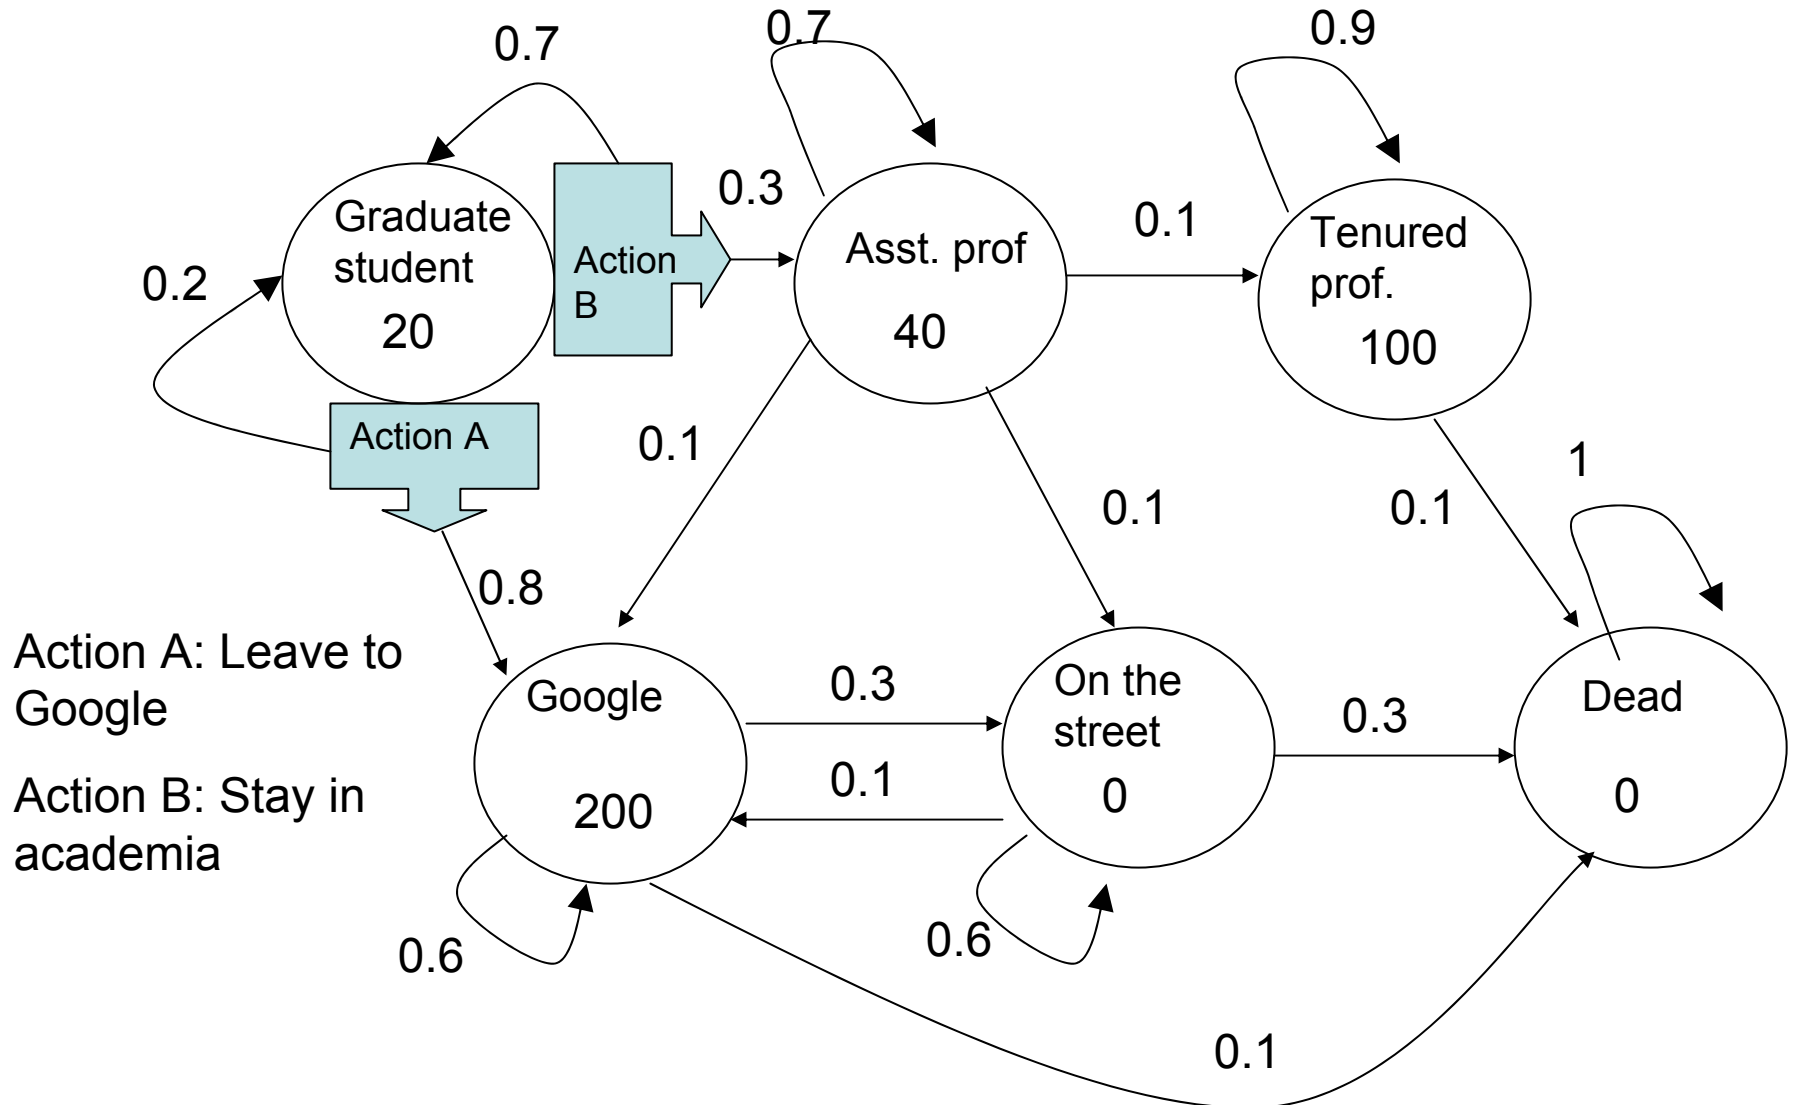 0.7
0.7
0.9
Graduate
student
20
0.2
Action
B
0.3
Asst. prof
40
0.1
Tenured
prof.
100
Action A
0.1
0.1
0.1
1
0.8
Action A: Leave to
Google
Action B: Stay in
academia
Google
200
0.3
0.1
On the
street
0
0.3
Dead
0
0.6
0.6
0.1